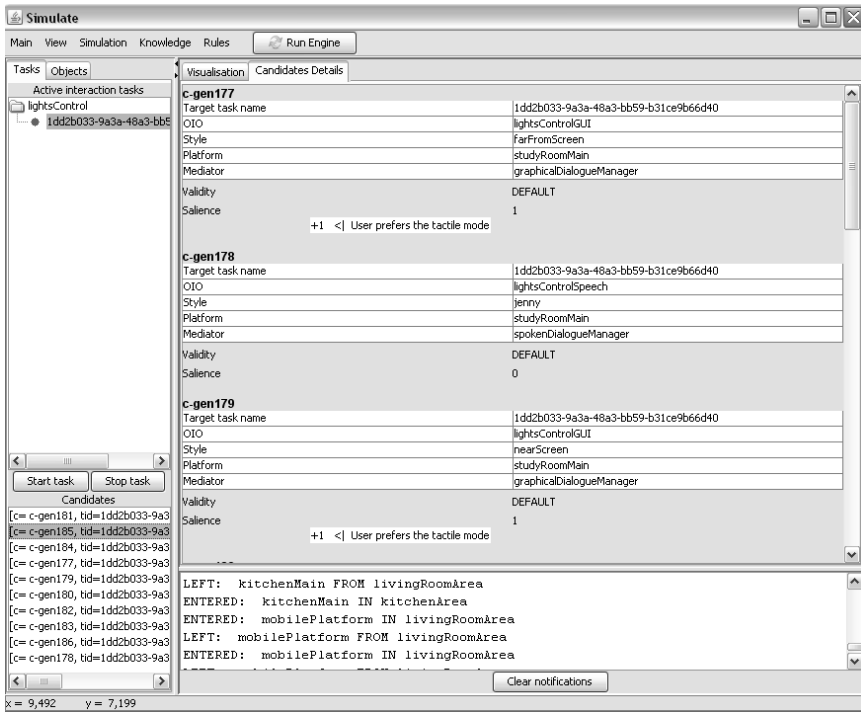 Simulate
Main View Simulation Knowledge Rules Run Engine
Tasks Objects
Active interaction tasks
lightsControl
1dd2b033-9a3a-48a3-bb5
Start task Stop task
Candidates
[c= c-gen181, tid=1dd2b033-9a3
[c= c-gen185, tid=1dd2b033-9a3
[c= c-gen184, tid=1dd2b033-9a3
[c= c-gen177, tid=1dd2b033-9a3
[c= c-gen179, tid=1dd2b033-9a3
[c= c-gen180, tid=1dd2b033-9a3
[c= c-gen182, tid=1dd2b033-9a3
[c= c-gen183, tid=1dd2b033-9a3
[c= c-gen186, tid=1dd2b033-9a3
[c= c-gen178, tid=1dd2b033-9a3
Visualisation Candidates Details
c-gen177
Target task name 1dd2b033-9a3a-48a3-bb59-b31ce9b66d40
OIO lightsControlGUI
Style farFromScreen
Platform studyRoomMain
Mediator graphicalDialogueManager
Validity DEFAULT
Salience 1
+1 <| User prefers the tactile mode
c-gen178
Target task name 1dd2b033-9a3a-48a3-bb59-b31ce9b66d40
OIO lightsControlSpeech
Style jenny
Platform studyRoomMain
Mediator spokenDialogueManager
Validity DEFAULT
Salience 0
c-gen179
Target task name 1dd2b033-9a3a-48a3-bb59-b31ce9b66d40
OIO lightsControlGUI
Style nearScreen
Platform studyRoomMain
Mediator graphicalDialogueManager
Validity DEFAULT
Salience 1
+1 <| User prefers the tactile mode
LEFT: kitchenMain FROM livingRoomArea
ENTERED: kitchenMain IN kitchenArea
ENTERED: mobilePlatform IN livingRoomArea
LEFT: mobilePlatform FROM livingRoomArea
ENTERED: mobilePlatform IN livingRoomArea
Clear notifications
x = 9,492 y = 7,199